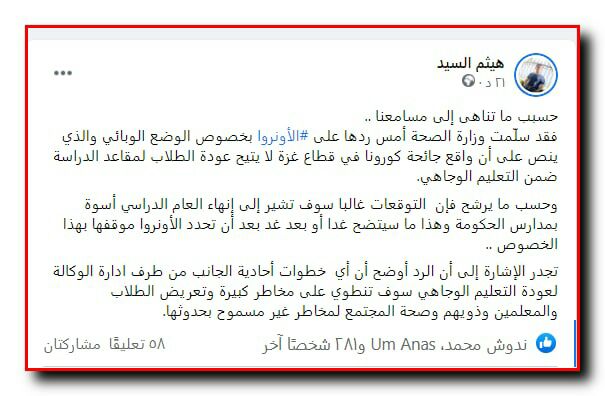 هيثم السيد
٢١ د ·
حسبب ما تناهى إلى مسامعنا ..
فقد سلّمت وزارة الصحة أمس ردها على #الأونروا بخصوص الوضع الوبائي والذي
ينص على أن واقع جائحة كورونا في قطاع غزة لا يتيح عودة الطلاب لمقاعد الدراسة
ضمن التعليم الوجاهي.
وحسب ما يرشح فإن التوقعات غالبا سوف تشير إلى إنهاء العام الدراسي أسوة
بمدارس الحكومة وهذا ما سيتضح غدا أو بعد غد بعد أن تحدد الأونروا موقفها بهذا
الخصوص ..
تجدر الإشارة إلى أن الرد أوضح أن أي خطوات أحادية الجانب من طرف ادارة الوكالة
لعودة التعليم الوجاهي سوف تنطوي على مخاطر كبيرة وتعريض الطلاب
والمعلمين وذويهم وصحة المجتمع لمخاطر غير مسموح بحدوثها.
ندوش محمد، Um Anas و٢٨١ شخصًا آخر ٥٨ تعليقًا مشاركتان